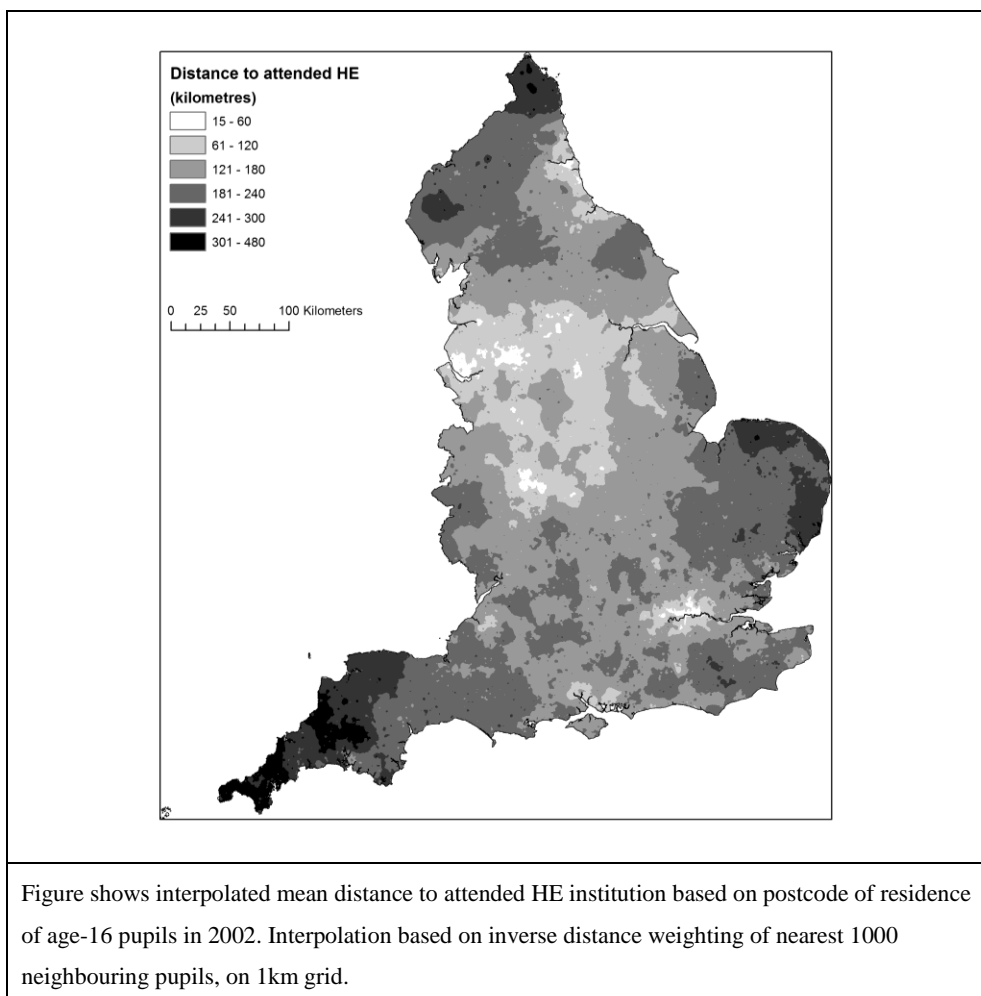 Distance to attended HE
(kilometres)
15 - 60
61 - 120
121 - 180
181 - 240
241 - 300
301 - 480
0 25 50 100 Kilometers
Figure shows interpolated mean distance to attended HE institution based on postcode of residence
of age-16 pupils in 2002. Interpolation based on inverse distance weighting of nearest 1000
neighbouring pupils, on 1km grid.